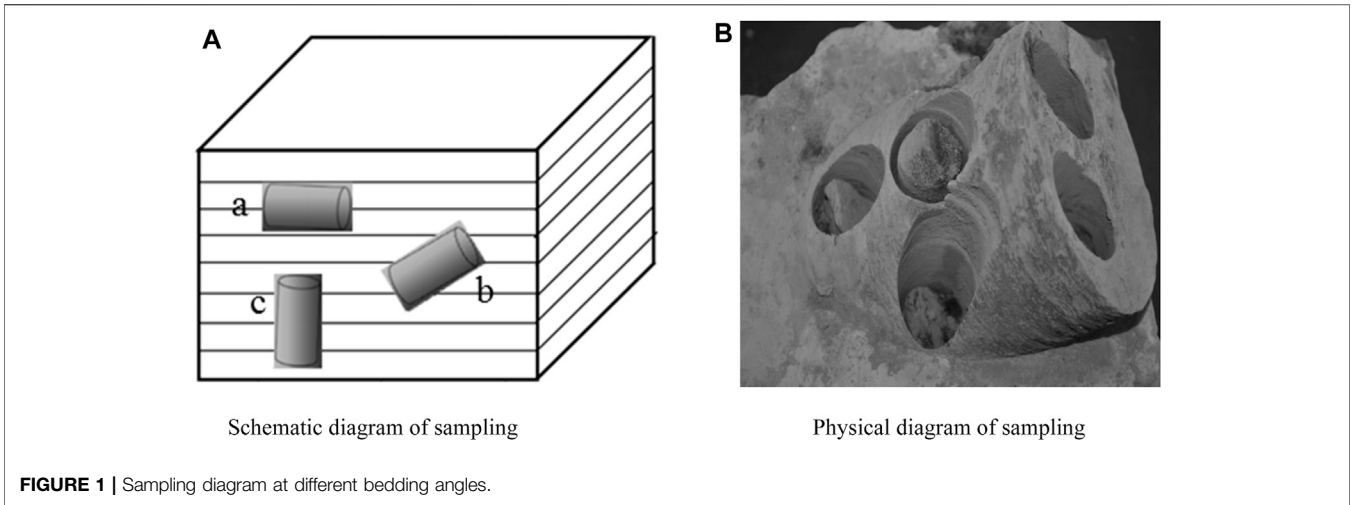 A
B
a
b
c
Schematic diagram of sampling
Physical diagram of sampling
FIGURE 1 | Sampling diagram at different bedding angles.